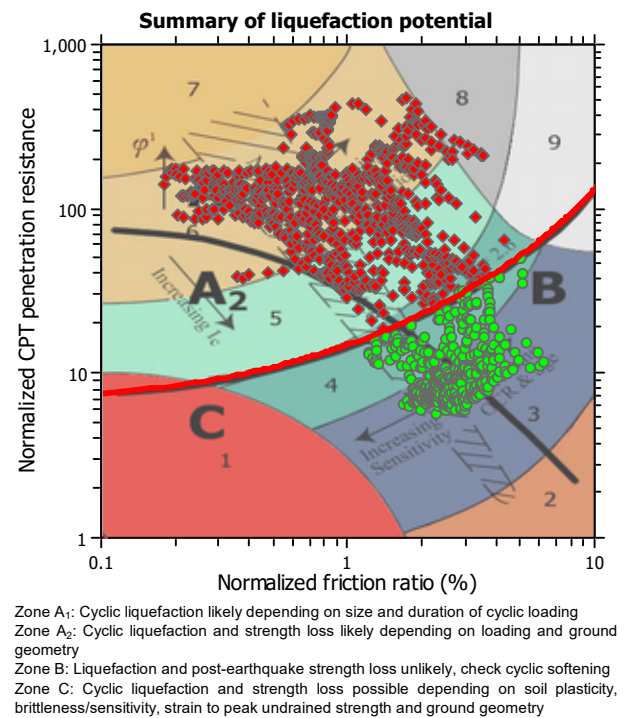 Summary of liquefaction potential
1,000
7
8
9
φ'
100
6
2.6
Increasing Ic
A2
B
5
10
4
OCR & age
3
C
Increasing
Sensitivity
1
2
1
0.1
1
10
Normalized CPT penetration resistance
Normalized friction ratio (%)
Zone A₁: Cyclic liquefaction likely depending on size and duration of cyclic loading
Zone A₂: Cyclic liquefaction and strength loss likely depending on loading and ground
geometry
Zone B: Liquefaction and post-earthquake strength loss unlikely, check cyclic softening
Zone C: Cyclic liquefaction and strength loss possible depending on soil plasticity,
brittleness/sensitivity, strain to peak undrained strength and ground geometry